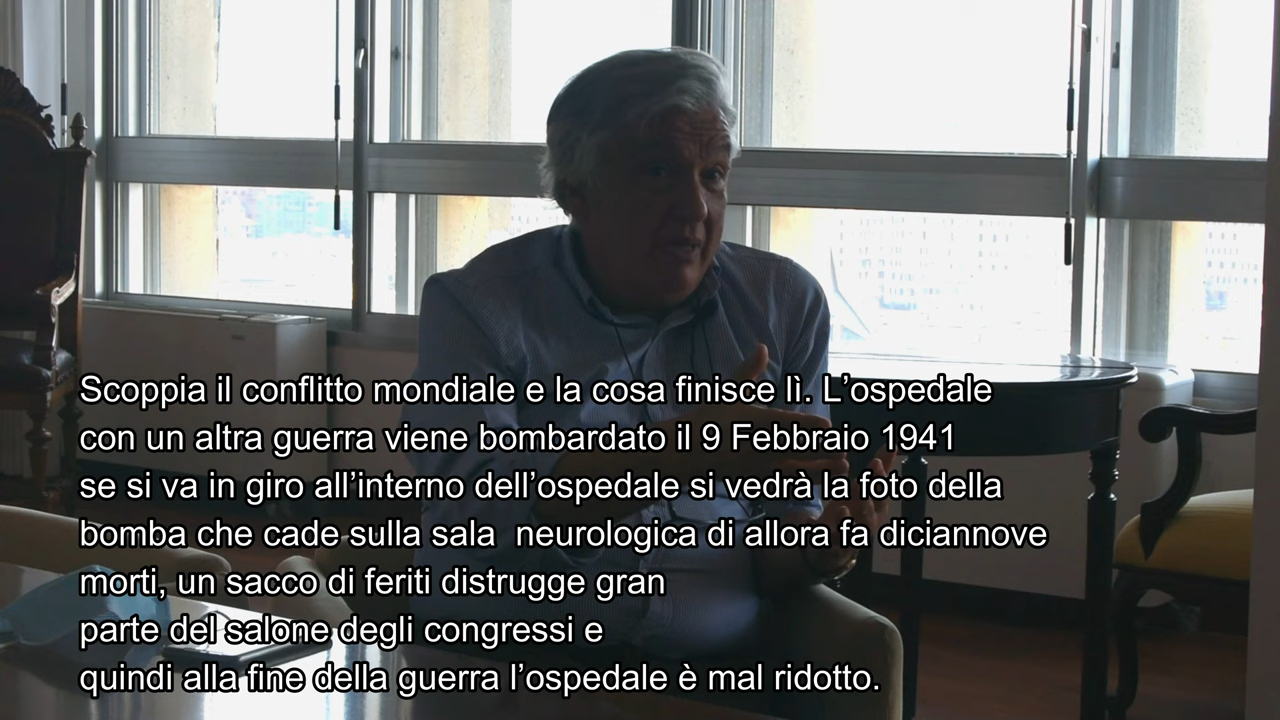 Scoppia il conflitto mondiale e la cosa finisce lì. L’ospedale
con un altra guerra viene bombardato il 9 Febbraio 1941
se si va in giro all’interno dell’ospedale si vedrà la foto della
bomba che cade sulla sala  neurologica di allora fa diciannove
morti, un sacco di feriti distrugge gran
parte del salone degli congressi e
quindi alla fine della guerra l’ospedale è mal ridotto.